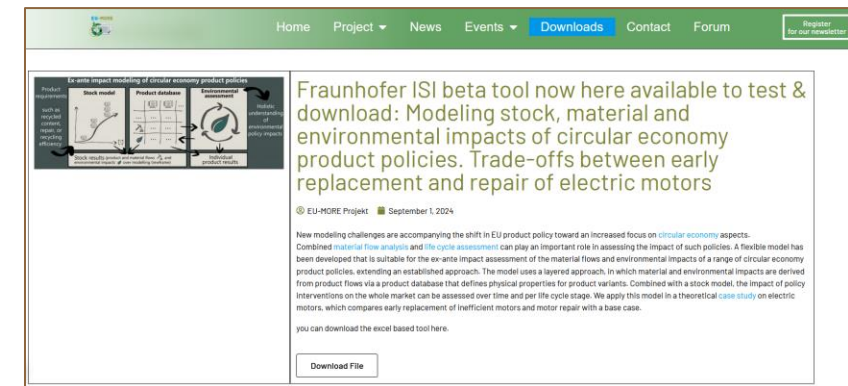 EU-MORE
Home Project News Events Downloads Contact Forum
Register
for our newsletter
Ex-ante impact modeling of circular economy product policies
Product
requirements
such as
recycled
content,
repair, or
recycling
efficiency
Stock model
Product database
Environmental
assessment
Holistic
understanding
of
environmental
policy impacts
Stock results product and material flows and
environmental impacts
Individual
product results
Fraunhofer ISI beta tool now here available to test &
download: Modeling stock, material and
environmental impacts of circular economy
product policies. Trade-offs between early
replacement and repair of electric motors
EU-MORE Projekt September 1, 2024
New modeling challenges are accompanying the shift in EU product policy toward an increased focus on circular economy aspects.
Combined material flow analysis and life cycle assessment can play an important role in assessing the impact of such policies. A flexible model has
been developed that is suitable for the ex-ante impact assessment of the material flows and environmental impacts of a range of circular economy
product policies, extending an established approach. The model uses a layered approach, in which material and environmental impacts are derived
from product flows via a product database that defines physical properties for product variants. Combined with a stock model, the impact of policy
interventions on the whole market can be assessed over time and per life cycle stage. We apply this model in a theoretical case study on electric
motors, which compares early replacement of inefficient motors and motor repair with a base case.
you can download the excel based tool here.
Download File